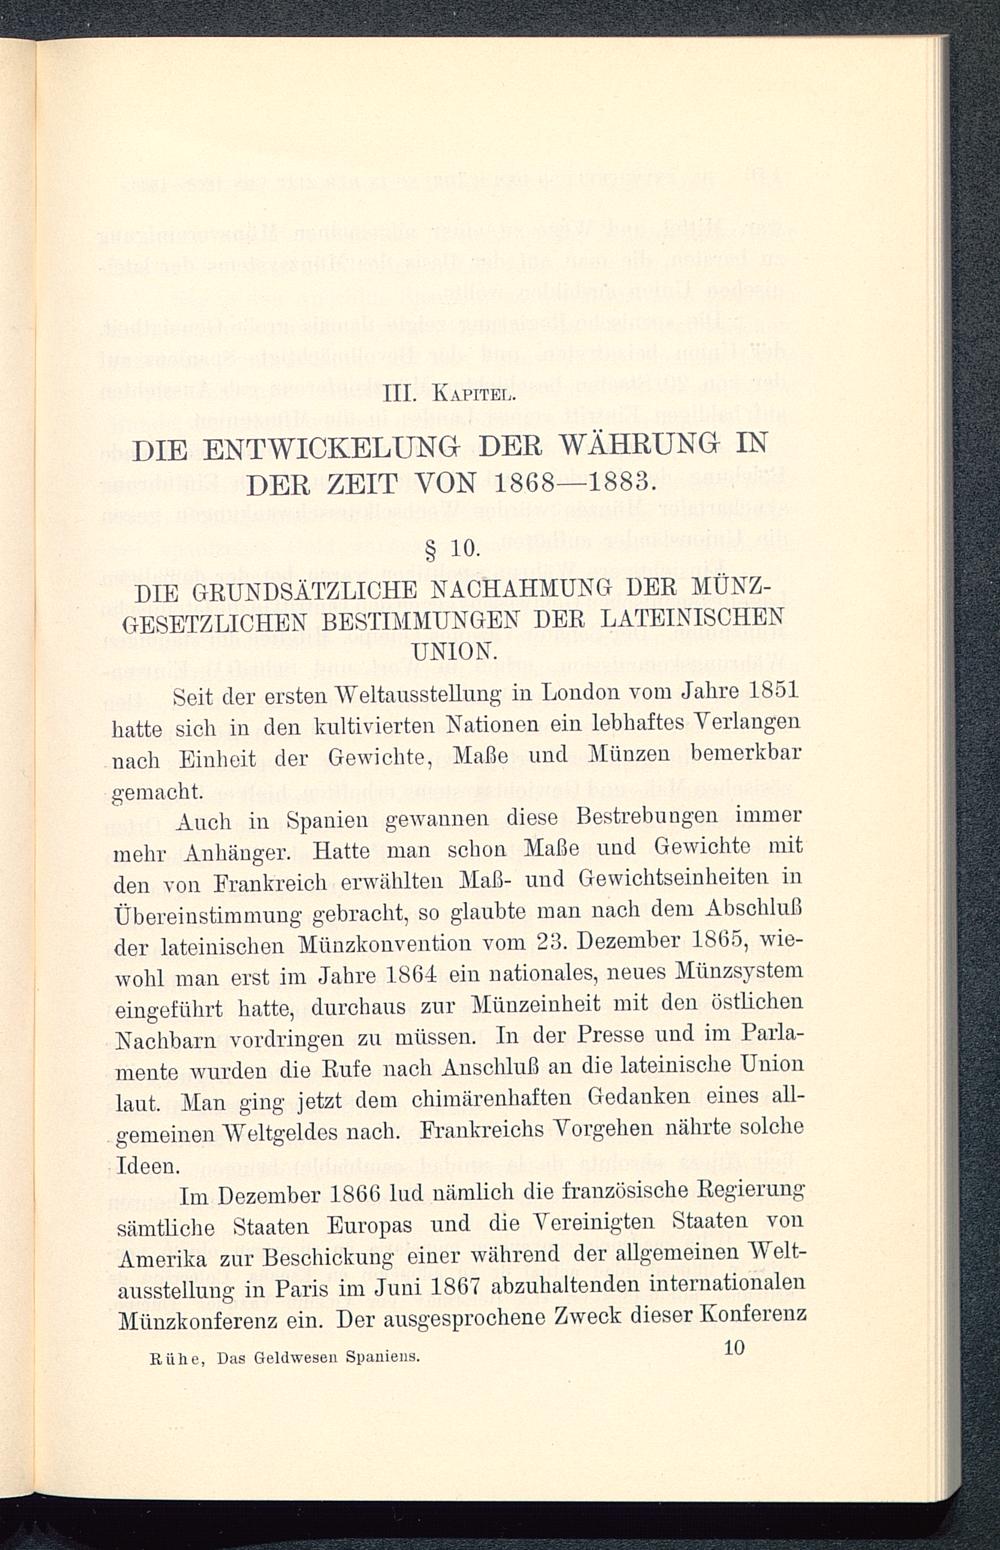 III. KAPITEL.
DIE ENTWICKELUNG DER WÄHRUNG IN
DER ZEIT VON 1868—1883.
§ 10.
DIE GRUNDSÄTZLICHE NACHAHMUNG DER MÜNZ-
GESETZLICHEN BESTIMMUNGEN DER LATEINISCHEN
UNION.
Seit der ersten Weltausstellung in London vom Jahre 1851
hatte sich in den kultivierten Nationen ein lebhaftes Verlangen
nach Einheit der Gewichte, Maße und Münzen bemerkbar
gemacht.
Auch in Spanien gewannen diese Bestrebungen immer
mehr Anhänger. Hatte man schon Maße und Gewichte mit
den von Frankreich erwählten Maß- und Gewichtseinheiten in
Übereinstimmung gebracht, so glaubte man nach dem Abschluß
der lateinischen Münzkonvention vom 23. Dezember 1865, wie-
wohl man erst im Jahre 1864 ein nationales, neues Münzsystem
eingeführt hatte, durchaus zur Münzeinheit mit den östlichen
Nachbarn vordringen zu müssen. In der Presse und im Parla-
mente wurden die Rufe nach Anschluß an die lateinische Union
laut. Man ging jetzt dem chimärenhaften Gedanken eines all-
gemeinen Weltgeldes nach. Frankreichs Vorgehen nährte solche
Ideen.
Im Dezember 1866 lud nämlich die französische Regierung
sämtliche Staaten Europas und die Vereinigten Staaten von
Amerika zur Beschickung einer während der allgemeinen Welt-
ausstellung in Paris im Juni 1867 abzuhaltenden internationalen
Münzkonferenz ein. Der ausgesprochene Zweck dieser Konferenz
Rühe, Das Geldwesen Spaniens. 10